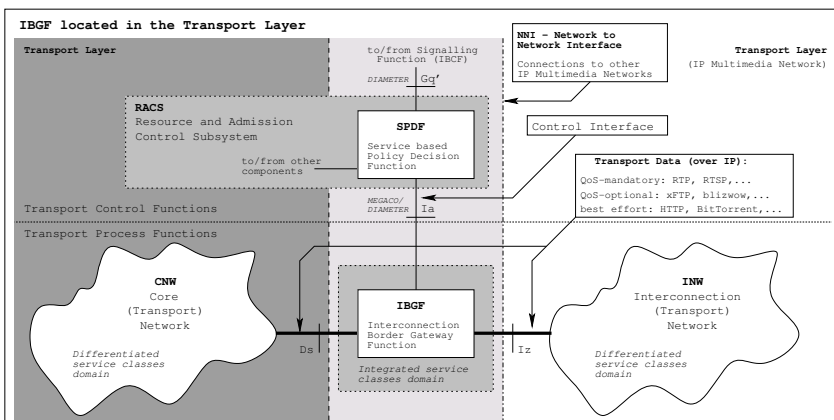 IBGF located in the Transport Layer
Transport Layer
to/from Signalling
Function (IBCF)
NNI – Network to
Network Interface
Connections to other
IP Multimedia Networks
Transport Layer
(IP Multimedia Network)
DIAMETER
Gq'
RACS
Resource and Admission
Control Subsystem
SPDF
Service based
Policy Decision
Function
to/from other
components
Control Interface
Transport Data (over IP):
QoS-mandatory: RTP, RTSP,...
QoS-optional: xFTP, blizwow,...
best effort: HTTP, BitTorrent,...
MEGACO/
DIAMETER
Ia
Transport Control Functions
Transport Process Functions
CNW
Core
(Transport)
Network
Differentiated
service classes
domain
Ds
IBGF
Interconnection
Border Gateway
Function
Integrated service
classes domain
Iz
INW
Interconnection
(Transport)
Network
Differentiated
service classes
domain